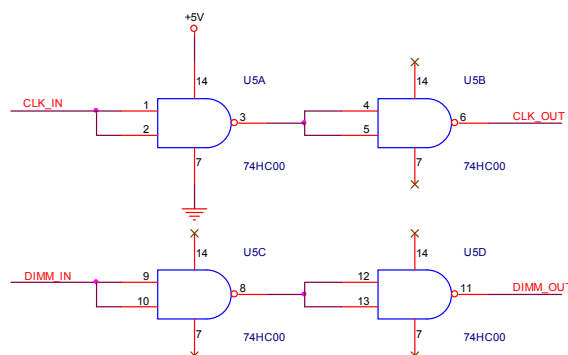 +5V
14 U5A 14 U5B
CLK_IN 1 3 4 6 CLK_OUT
2 5
7 7
74HC00 74HC00
14 U5C 14 U5D
DIMM_IN 9 8 12 11 DIMM_OUT
10 13
7 7
74HC00 74HC00